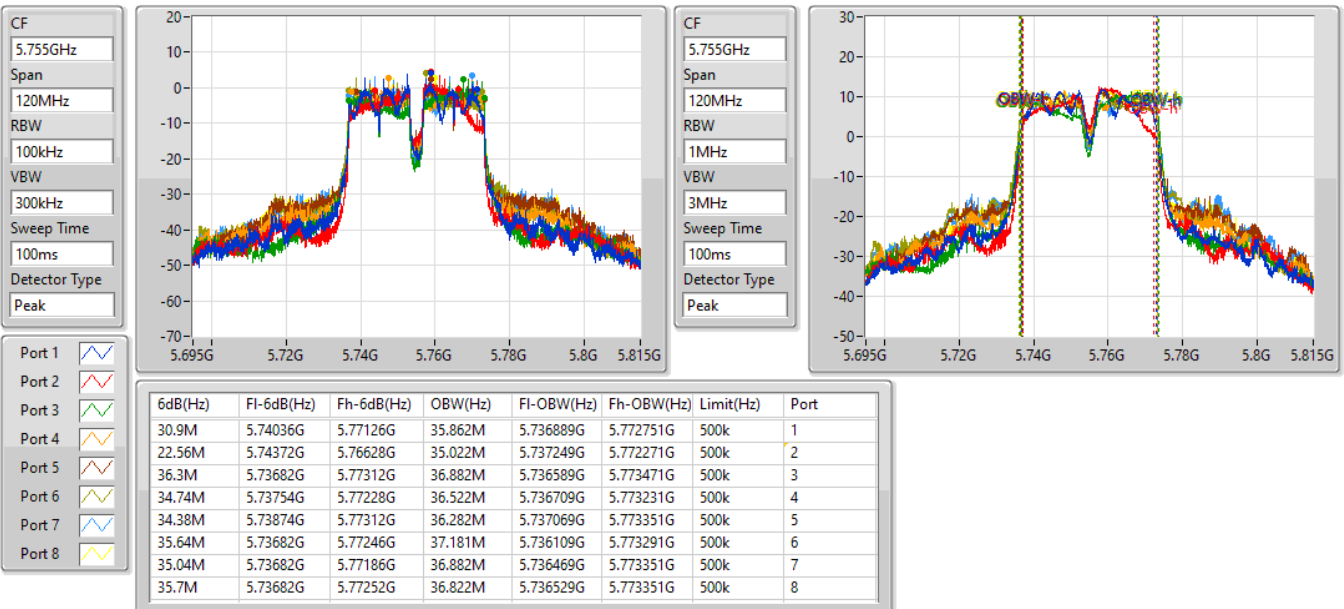 CF
5.755GHz
Span
120MHz
RBW
100kHz
VBW
300kHz
Sweep Time
100ms
Detector Type
Peak
20
10
0
-10
-20
-30
-40
-50
-60
-70
5.695G 5.72G 5.74G 5.76G 5.78G 5.8G 5.815G
CF
5.755GHz
Span
120MHz
RBW
1MHz
VBW
3MHz
Sweep Time
100ms
Detector Type
Peak
30
20
10
0
-10
-20
-30
-40
-50
5.695G 5.72G 5.74G 5.76G 5.78G 5.8G 5.815G
Port 1
Port 2
Port 3
Port 4
Port 5
Port 6
Port 7
Port 8
6dB(Hz) Fl-6dB(Hz) Fh-6dB(Hz) OBW(Hz) Fl-OBW(Hz) Fh-OBW(Hz) Limit(Hz) Port
30.9M 5.74036G 5.77126G 35.862M 5.736889G 5.772751G 500k 1
22.56M 5.74372G 5.76628G 35.022M 5.737249G 5.772271G 500k 2
36.3M 5.73682G 5.77312G 36.882M 5.736589G 5.773471G 500k 3
34.74M 5.73754G 5.77228G 36.522M 5.736709G 5.773231G 500k 4
34.38M 5.73874G 5.77312G 36.282M 5.737069G 5.773351G 500k 5
35.64M 5.73682G 5.77246G 37.181M 5.736109G 5.773291G 500k 6
35.04M 5.73682G 5.77186G 36.882M 5.736469G 5.773351G 500k 7
35.7M 5.73682G 5.77252G 36.822M 5.736529G 5.773351G 500k 8